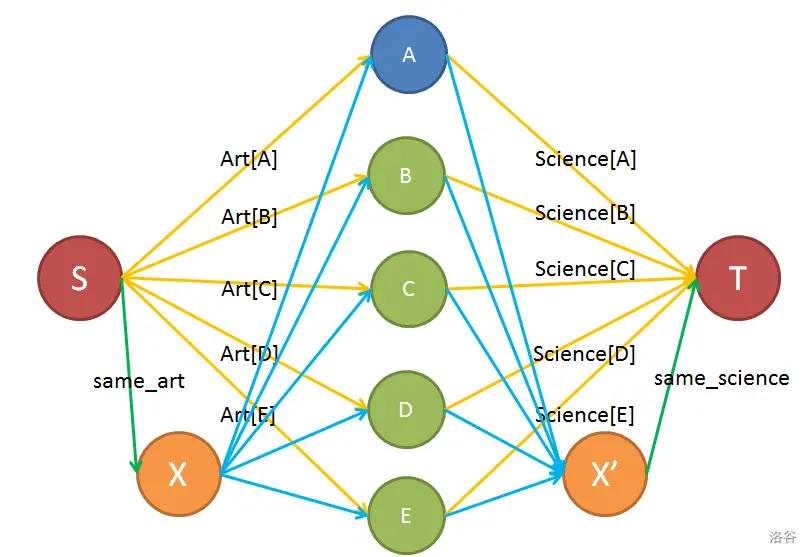 A
Art[A]
Science[A]
B
Art[B]
Science[B]
S
Art[C]
C
Science[C]
T
Art[D]
Science[D]
same_art
same_science
Art[E]
D
Science[E]
X
X’
E
洛谷